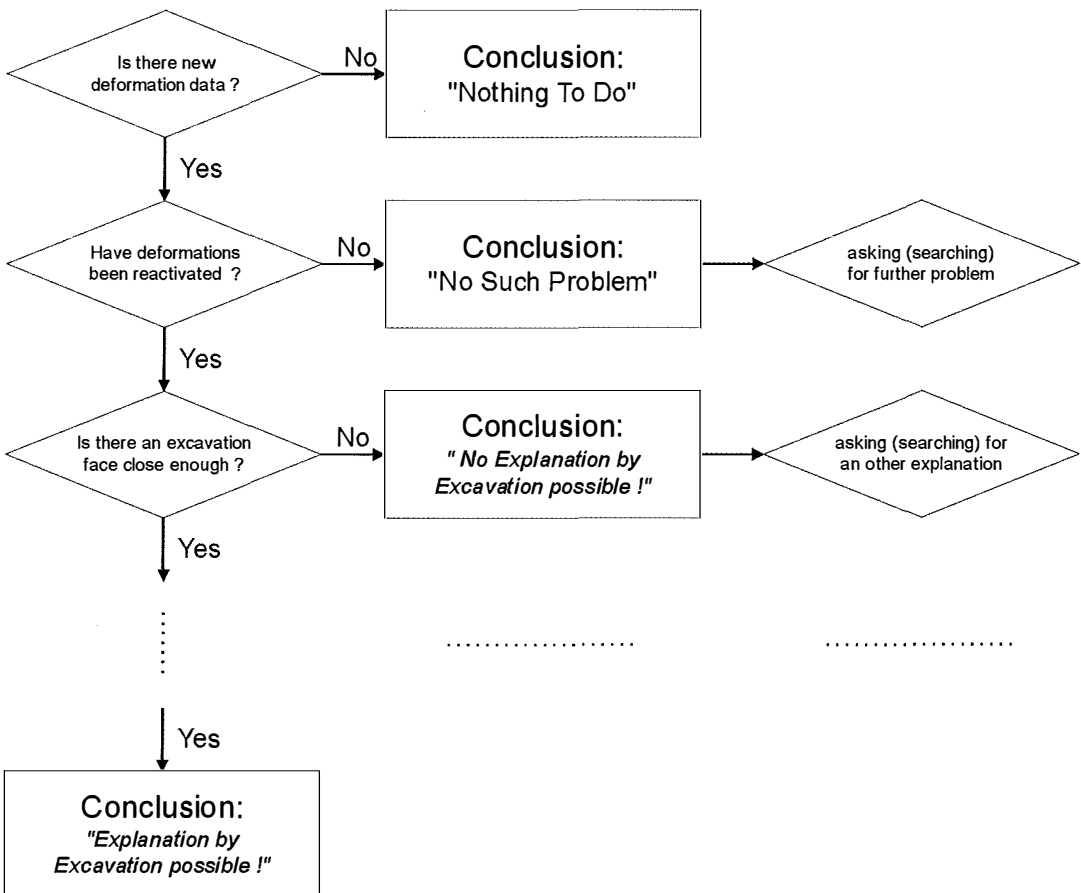 Is there new
deformation data ?
No
Conclusion:
"Nothing To Do"
Yes
Have deformations
been reactivated ?
No
Conclusion:
"No Such Problem"
asking (searching)
for further problem
Yes
Is there an excavation
face close enough ?
No
Conclusion:
" No Explanation by
Excavation possible !"
asking (searching) for
an other explanation
Yes
Yes
Conclusion:
"Explanation by
Excavation possible !"